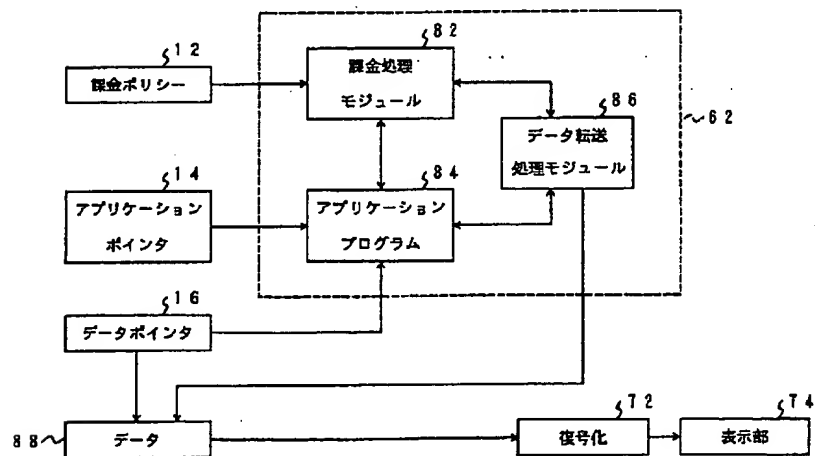 12
課金ポリシー
82
課金処理
モジュール
86
データ転送
処理モジュール
62
14
アプリケーション
ポインタ
84
アプリケーション
プログラム
16
データポインタ
88
データ
72
復号化
74
表示部